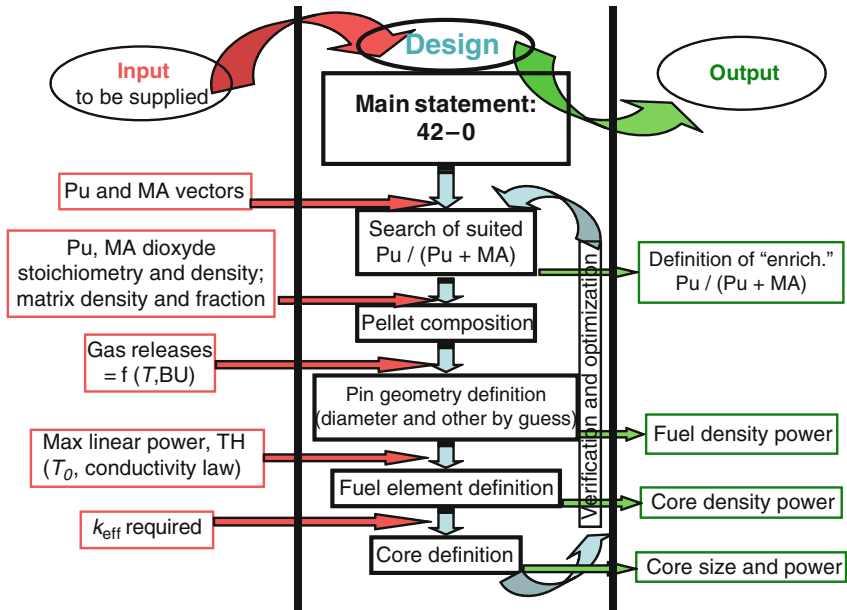 Input
to be supplied
Design
Output
Main statement:
42–0
Pu and MA vectors
Search of suited
Pu / (Pu + MA)
Definition of “enrich.”
Pu / (Pu + MA)
Pu, MA dioxyde
stoichiometry and density;
matrix density and fraction
Pellet composition
Gas releases
= f (T,BU)
Pin geometry definition
(diameter and other by guess)
Fuel density power
Max linear power, TH
(T0, conductivity law)
Fuel element definition
Core density power
keff required
Core definition
Core size and power
Verification and optimization